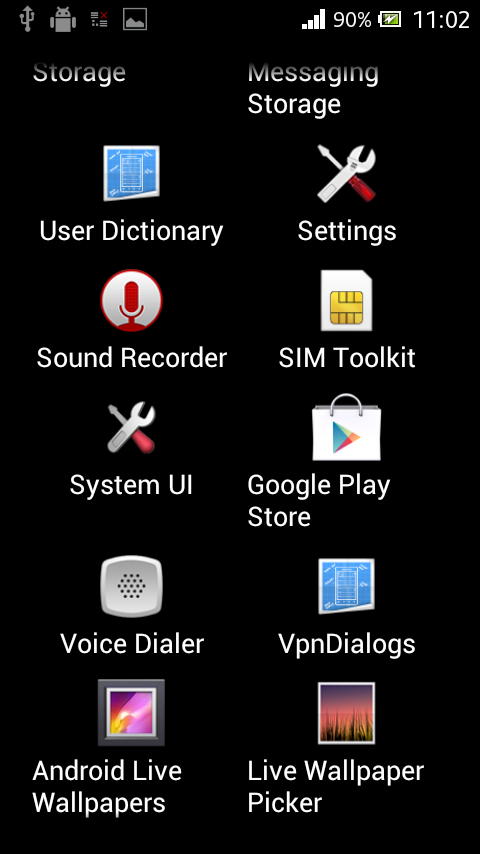 90% 11:02
Storage
Messaging
Storage
User Dictionary
Settings
Sound Recorder
SIM Toolkit
System UI
Google Play
Store
Voice Dialer
VpnDialogs
Android Live
Wallpapers
Live Wallpaper
Picker